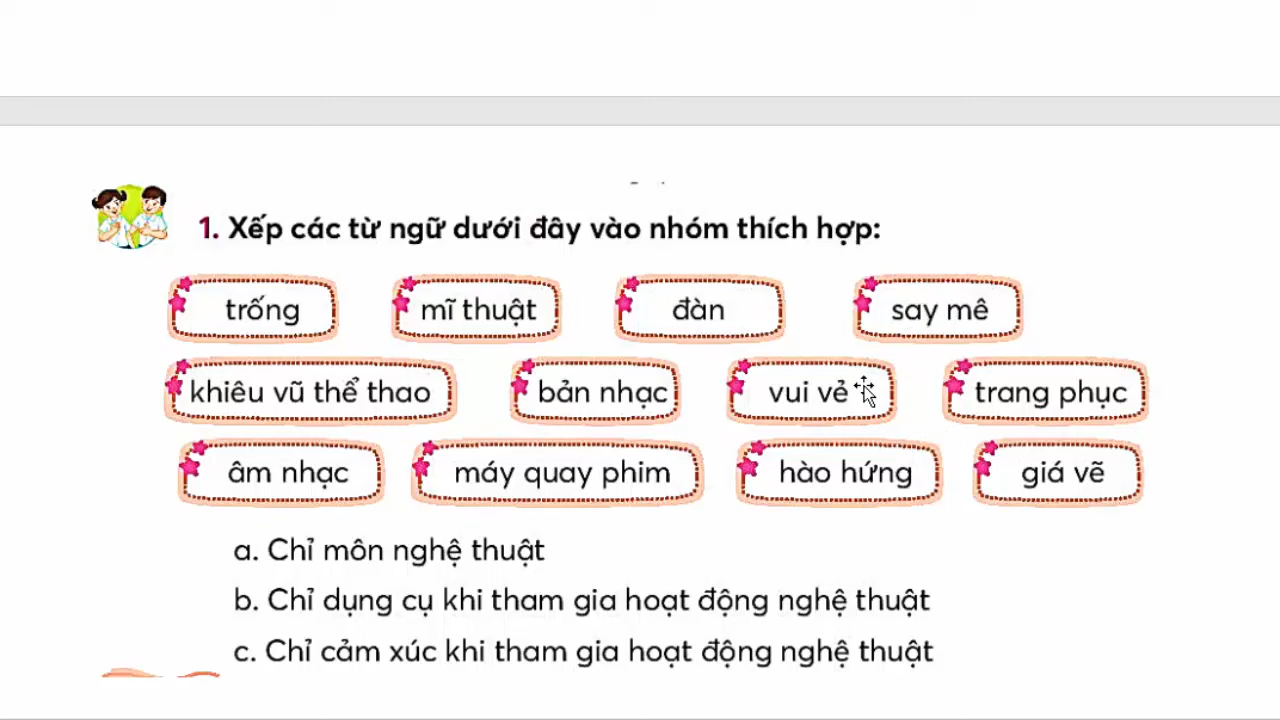 1. Xếp các từ ngữ dưới đây vào nhóm thích hợp:
trống mĩ thuật đàn say mê
khiêu vũ thể thao bản nhạc vui vẻ trang phục
âm nhạc máy quay phim hào hứng giá vẽ
a. Chỉ môn nghệ thuật
b. Chỉ dụng cụ khi tham gia hoạt động nghệ thuật
c. Chỉ cảm xúc khi tham gia hoạt động nghệ thuật